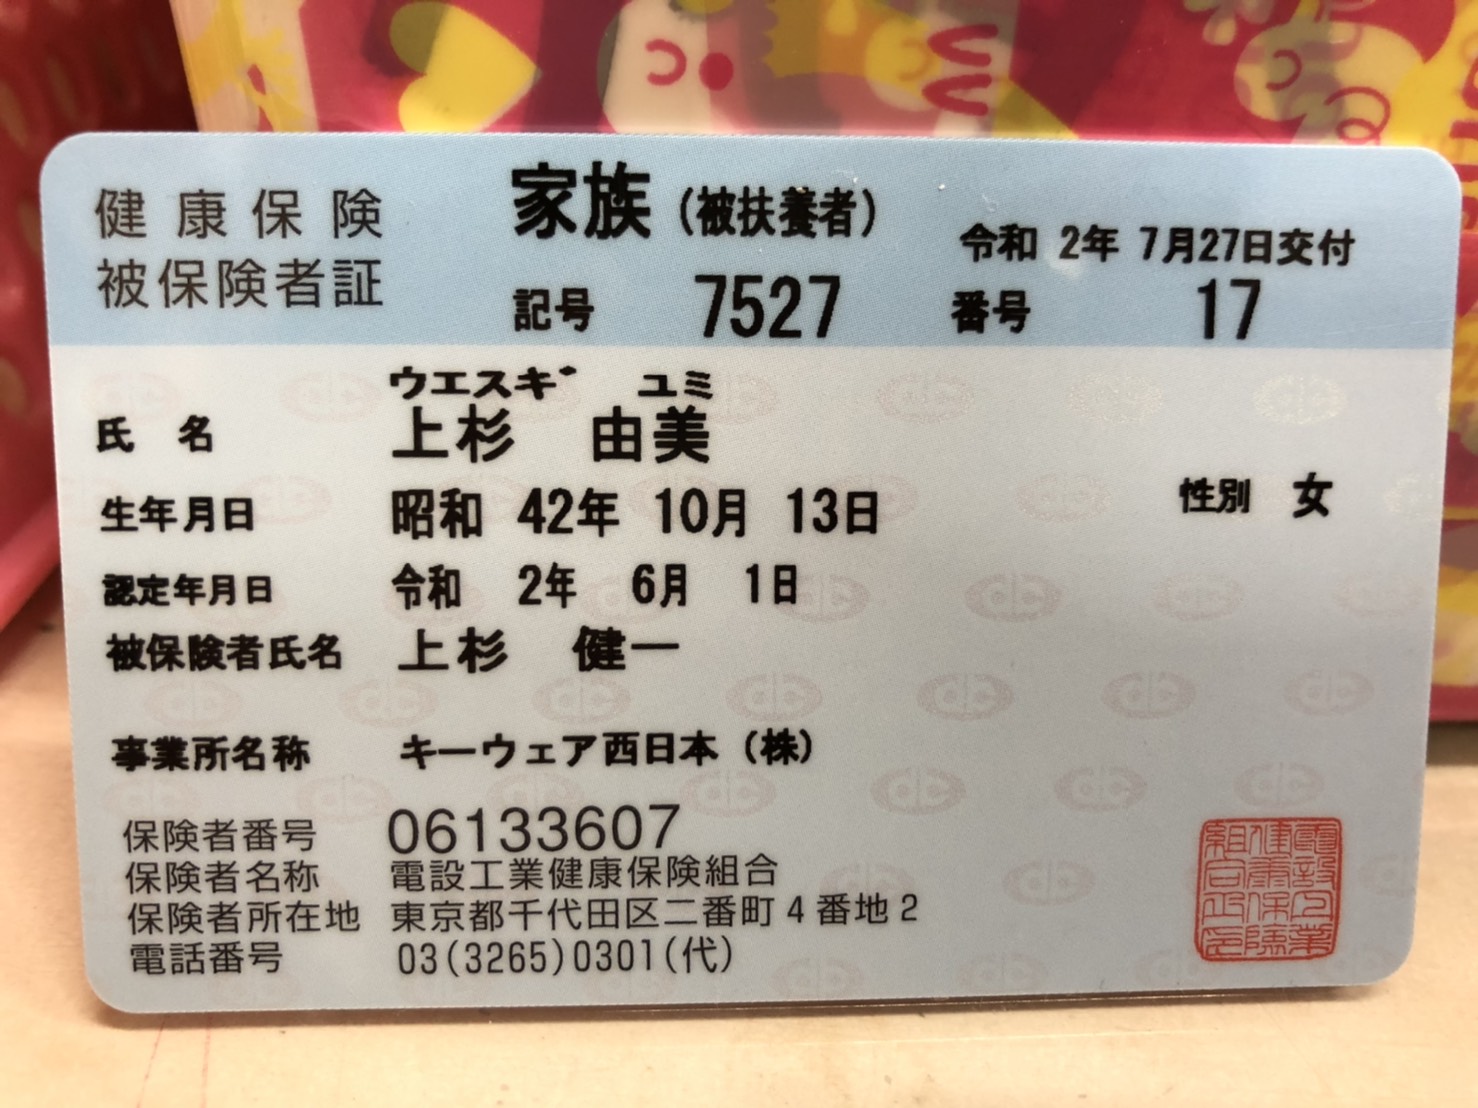 健康保険 家族(被扶養者) 令和 2年 7月27日交付
被保険者証 記号 7527 番号 17
ウエスギ ユミ
氏名 上杉 由美
生年月日 昭和 42年 10月 13日 性別 女
認定年月日 令和 2年 6月 1日
被保険者氏名 上杉 健一
事業所名称 キーウェア西日本(株)
保険者番号 06133607
保険者名称 電設工業健康保険組合
保険者所在地 東京都千代田区二番町4番地2
電話番号 03(3265)0301(代)